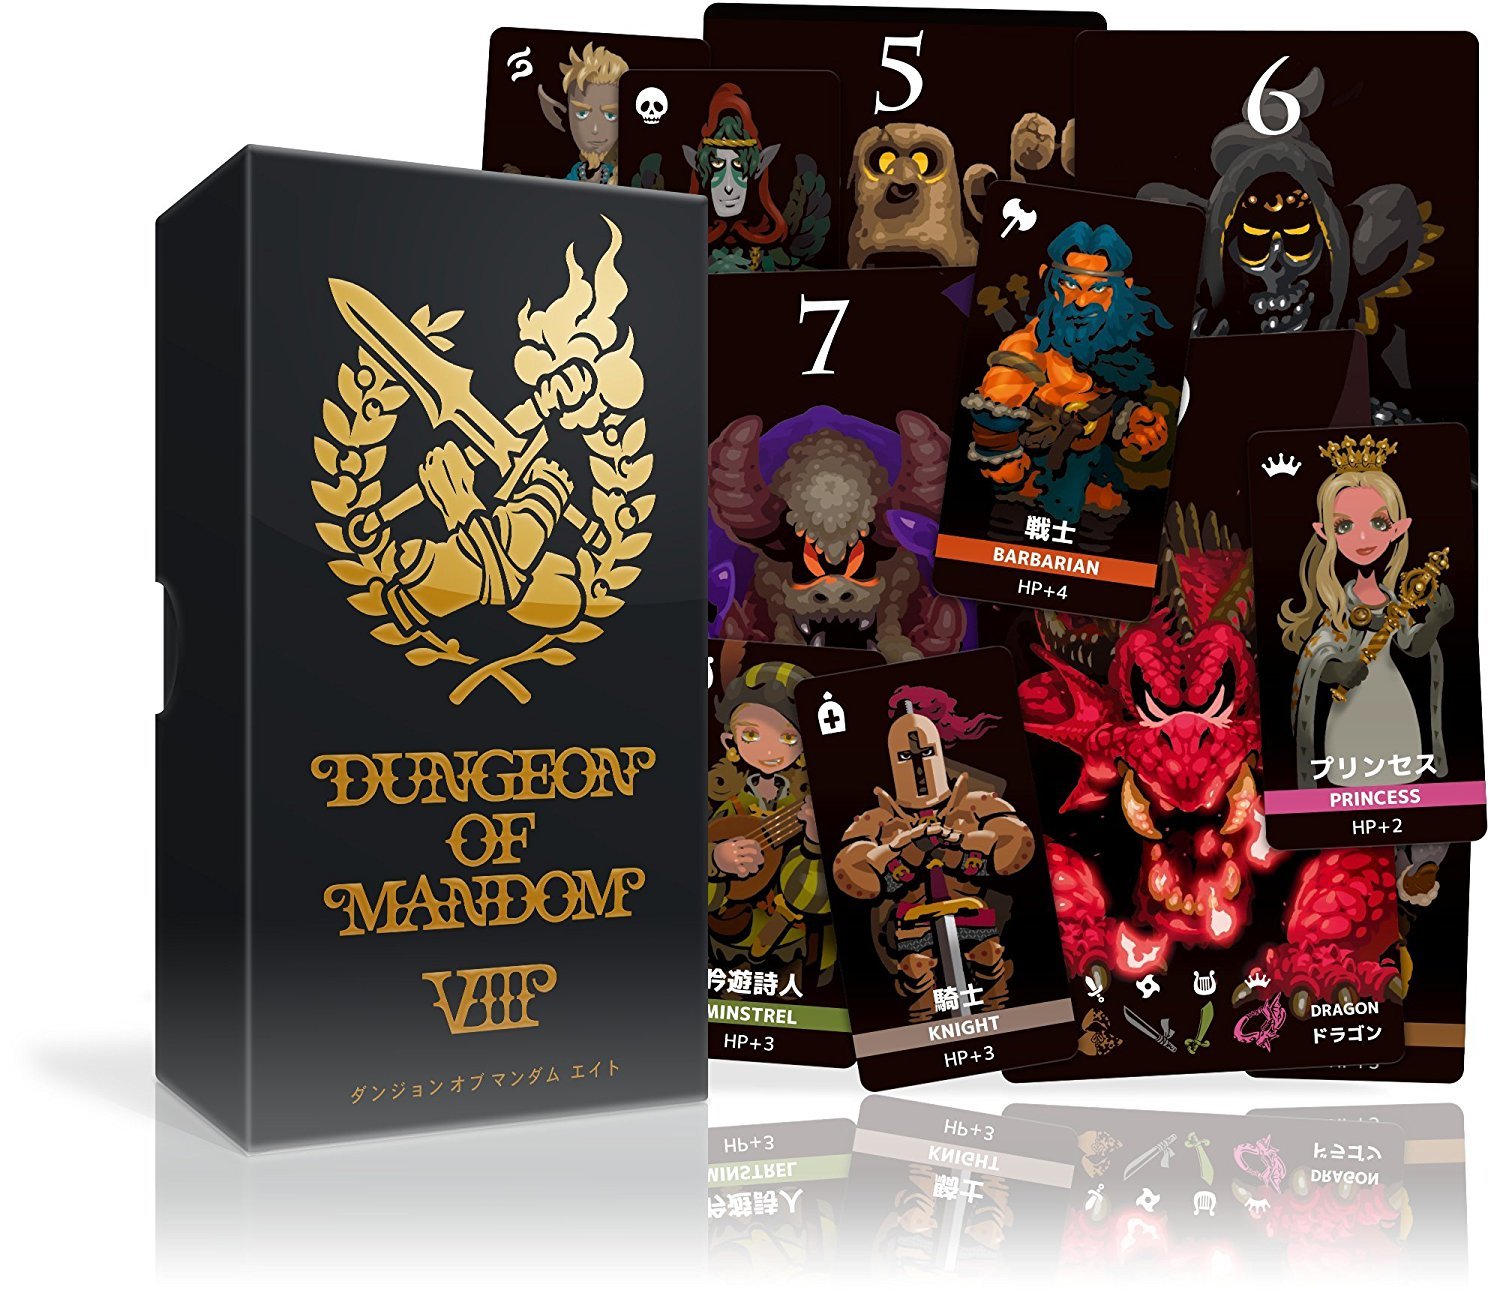 DUNGEON
OF
MANDOM
VIII
ダンジョン オブ マンダム エイト
5
6
7
戦士
BARBARIAN
HP+4
プリンセス
PRINCESS
HP+2
吟遊詩人
MINSTREL
HP+3
騎士
KNIGHT
HP+3
DRAGON
ドラゴン